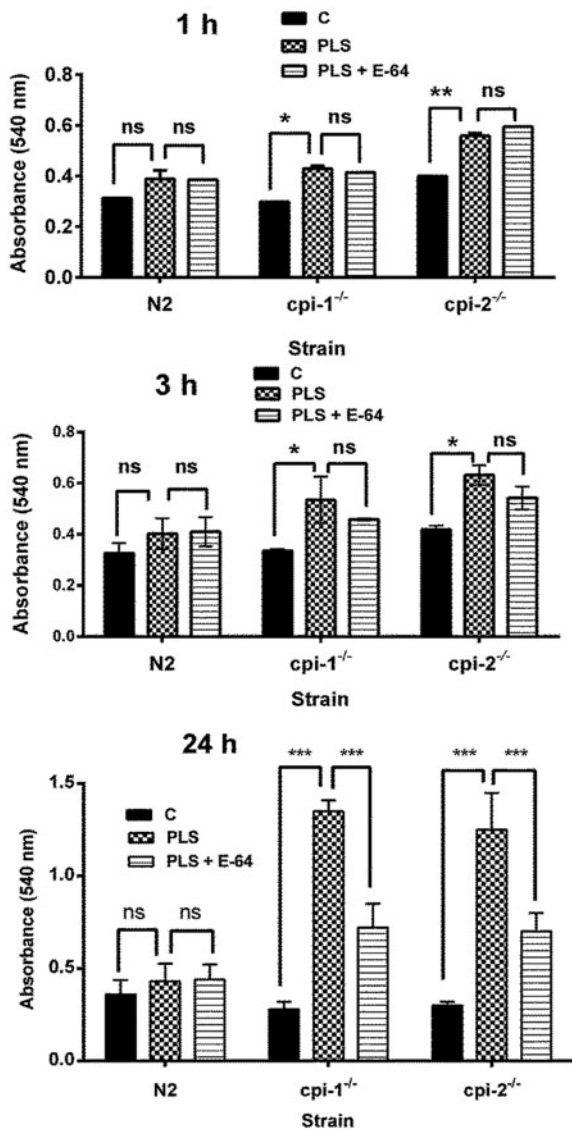 1 h
C
PLS
PLS + E-64
Absorbance (540 nm)
0.8
0.6
0.4
0.2
0.0
ns ns * ns ** ns
N2 cpi-1-/- cpi-2-/-
Strain
3 h
C
PLS
PLS + E-64
Absorbance (540 nm)
0.8
0.6
0.4
0.2
0.0
ns ns * ns * ns
N2 cpi-1-/- cpi-2-/-
Strain
24 h
C
PLS
PLS + E-64
Absorbance (540 nm)
1.5
1.0
0.5
0.0
ns ns *** *** *** ***
N2 cpi-1-/- cpi-2-/-
Strain